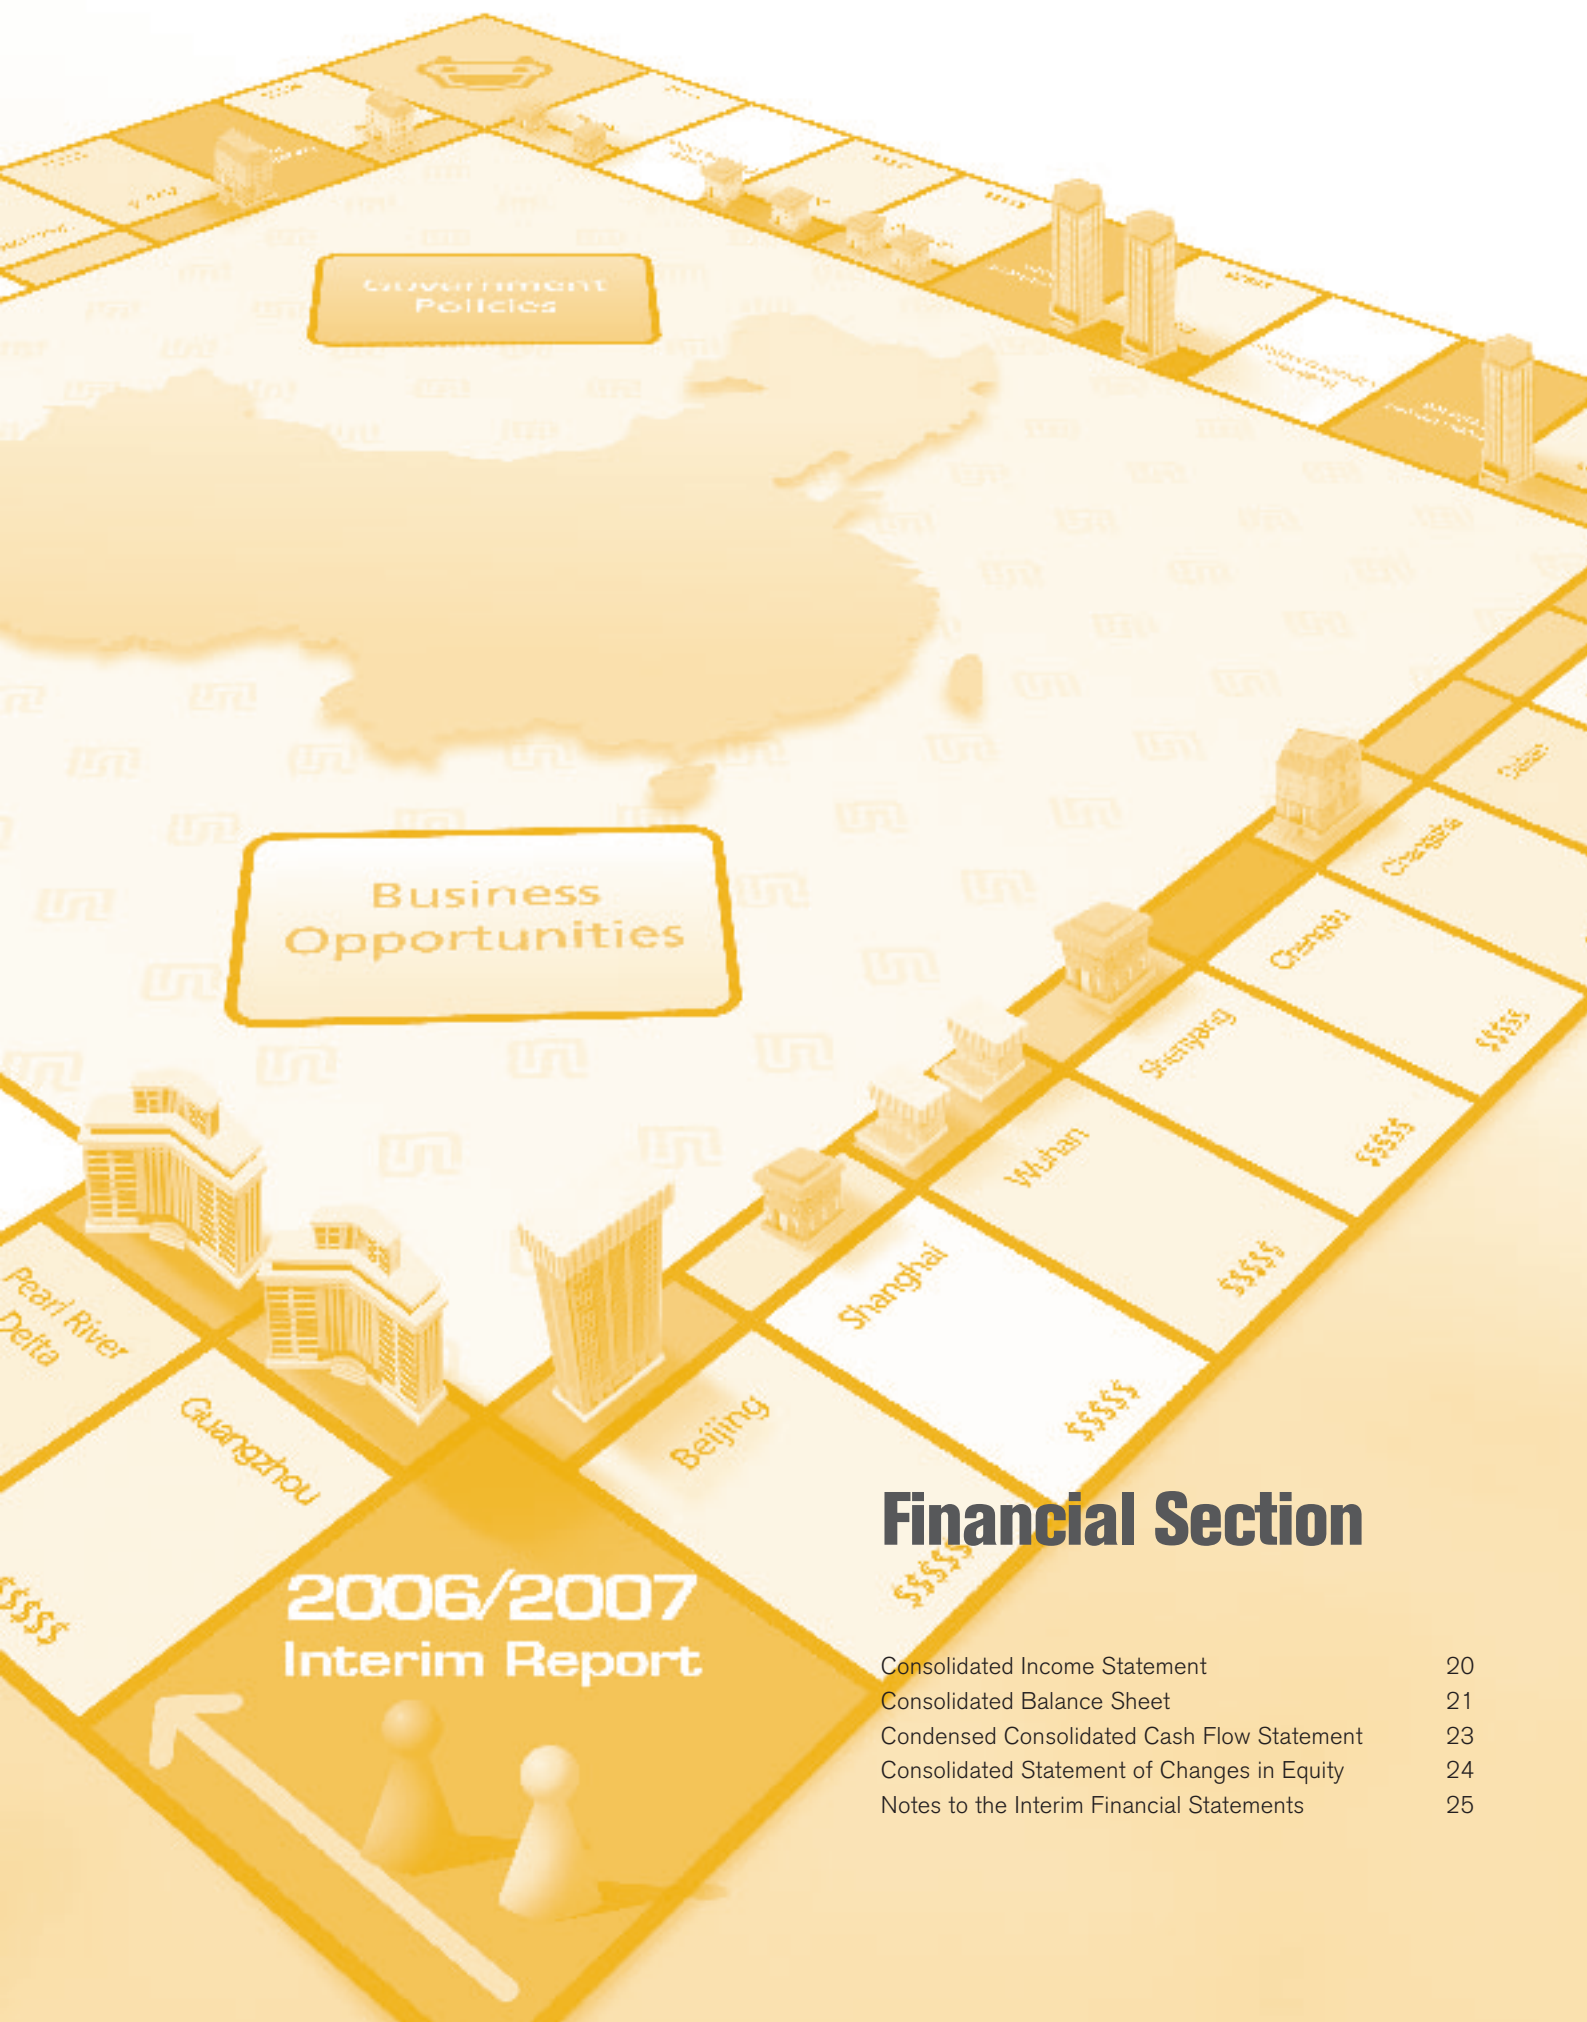 Government
Policies
Business
Opportunities
Changsha
Chengdu
$$$$$
Shenyang
$$$$$
Wuhan
$$$$$
Shanghai
$$$$$
Beijing
$$$$$
Pearl River
Delta
Guangzhou
$$$$$
2006/2007
Interim Report
Financial Section
Consolidated Income Statement 20
Consolidated Balance Sheet 21
Condensed Consolidated Cash Flow Statement 23
Consolidated Statement of Changes in Equity 24
Notes to the Interim Financial Statements 25